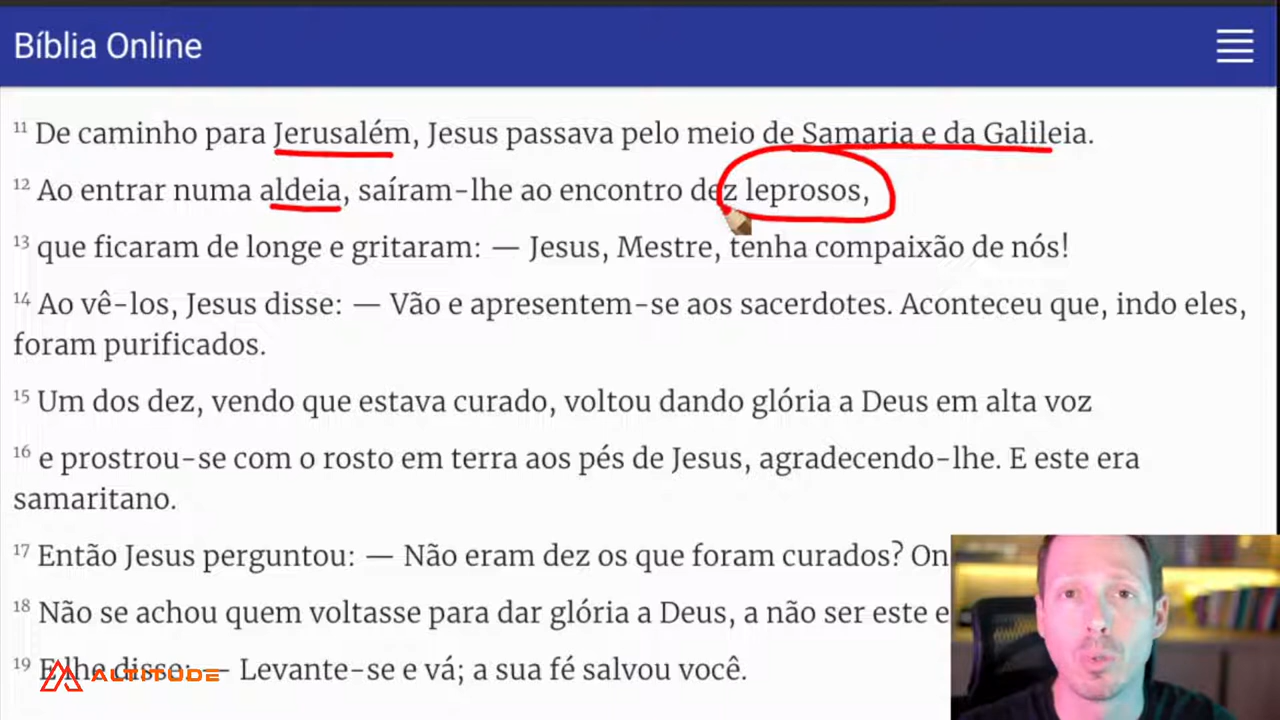 Bíblia Online
11 De caminho para Jerusalém, Jesus passava pelo meio de Samaria e da Galileia.
12 Ao entrar numa aldeia, saíram-lhe ao encontro dez leprosos,
13 que ficaram de longe e gritaram: — Jesus, Mestre, tenha compaixão de nós!
14 Ao vê-los, Jesus disse: — Vão e apresentem-se aos sacerdotes. Aconteceu que, indo eles,
foram purificados.
15 Um dos dez, vendo que estava curado, voltou dando glória a Deus em alta voz
16 e prostrou-se com o rosto em terra aos pés de Jesus, agradecendo-lhe. E este era
samaritano.
17 Então Jesus perguntou: — Não eram dez os que foram curados? On
18 Não se achou quem voltasse para dar glória a Deus, a não ser este e
19 E lhe disse: — Levante-se e vá; a sua fé salvou você.
ALTITUDE